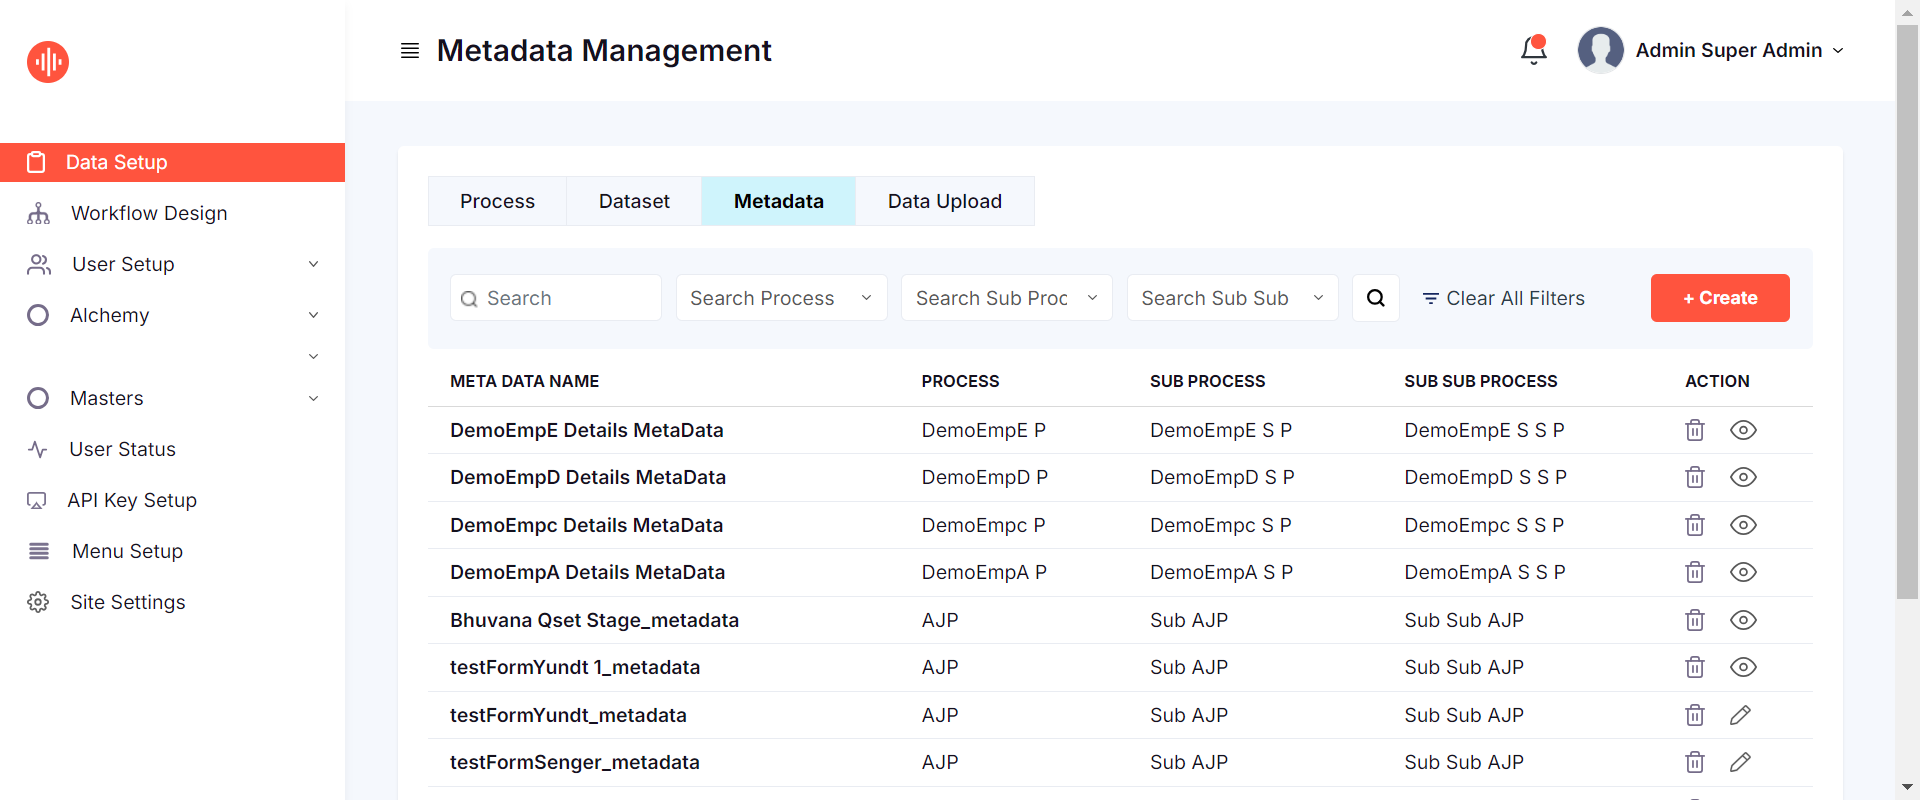 Metadata Management
Admin Super Admin
Data Setup
Workflow Design
User Setup
Alchemy
Masters
User Status
API Key Setup
Menu Setup
Site Settings
Process Dataset Metadata Data Upload
Search Search Process Search Sub Proc Search Sub Sub Clear All Filters + Create
META DATA NAME PROCESS SUB PROCESS SUB SUB PROCESS ACTION
DemoEmpE Details MetaData DemoEmpE P DemoEmpE S P DemoEmpE S S P
DemoEmpD Details MetaData DemoEmpD P DemoEmpD S P DemoEmpD S S P
DemoEmpc Details MetaData DemoEmpc P DemoEmpc S P DemoEmpc S S P
DemoEmpA Details MetaData DemoEmpA P DemoEmpA S P DemoEmpA S S P
Bhuvana Qset Stage_metadata AJP Sub AJP Sub Sub AJP
testFormYundt 1_metadata AJP Sub AJP Sub Sub AJP
testFormYundt_metadata AJP Sub AJP Sub Sub AJP
testFormSenger_metadata AJP Sub AJP Sub Sub AJP